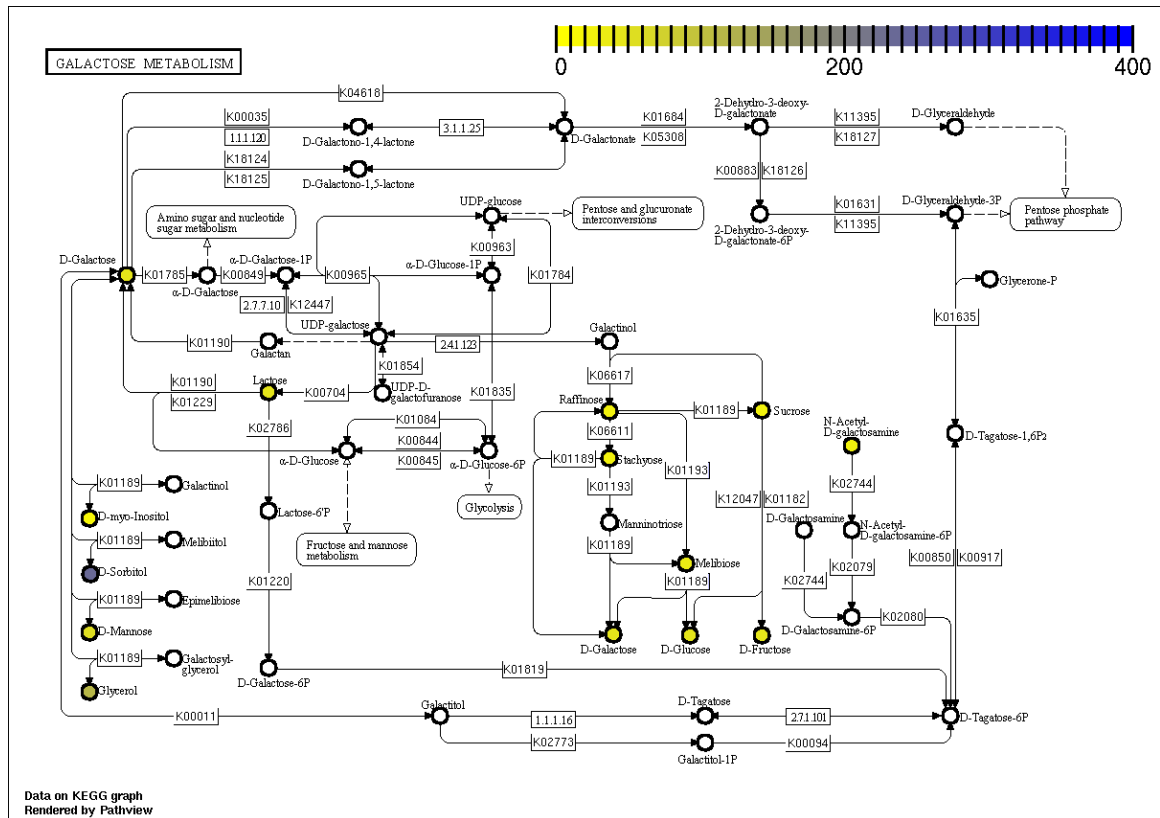 GALACTOSE METABOLISM
0
200
400
K04618
K00035
1.1.1.120
D-Galactono-1,4-lactone
3.1.1.25
D-Galactonate
K01684
K05308
2-Dehydro-3-deoxy-
D-galactonate
K11395
K18127
D-Glyceraldehyde
K18124
K18125
D-Galactono-1,5-lactone
K00883
K18126
Amino sugar and nucleotide
sugar metabolism
UDP-glucose
Pentose and glucuronate
interconversions
2-Dehydro-3-deoxy-
D-galactonate-6P
K01631
K11395
D-Glyceraldehyde-3P
Pentose phosphate
pathway
K00963
D-Galactose
K01785
α-D-Galactose
K00849
α-D-Galactose-1P
K00965
α-D-Glucose-1P
K01784
Glycerone-P
2.7.7.10
K12447
K01635
UDP-galactose
K01190
Galactan
2.4.1.123
Galactinol
K01854
K01190
K01229
Lactose
K00704
UDP-D-
galactofuranose
K01835
K06617
K02786
K01084
K00844
K00845
α-D-Glucose
α-D-Glucose-6P
Raffinose
K01189
Sucrose
K06611
K01189
Stachyose
K01193
K01193
N-Acetyl-
D-galactosamine
D-Tagatose-1,6P2
K02744
K01189
Galactinol
D-myo-Inositol
Lactose-6'P
Glycolysis
Manninotriose
K12047
K01182
D-Galactosamine
N-Acetyl-
D-galactosamine-6P
K01189
Melibiitol
D-Sorbitol
Fructose and mannose
metabolism
K01189
Melibiose
K01189
K00850
K00917
K02744
K02079
K01220
K01189
Epimelibiose
D-Mannose
D-Galactose
D-Glucose
D-Fructose
D-Galactosamine-6P
K02080
K01189
Galactosyl-
glycerol
Glycerol
D-Galactose-6P
K01819
K00011
Galactitol
1.1.1.16
D-Tagatose
2.7.1.101
D-Tagatose-6P
K02773
Galactitol-1P
K00094
Data on KEGG graph
Rendered by Pathview